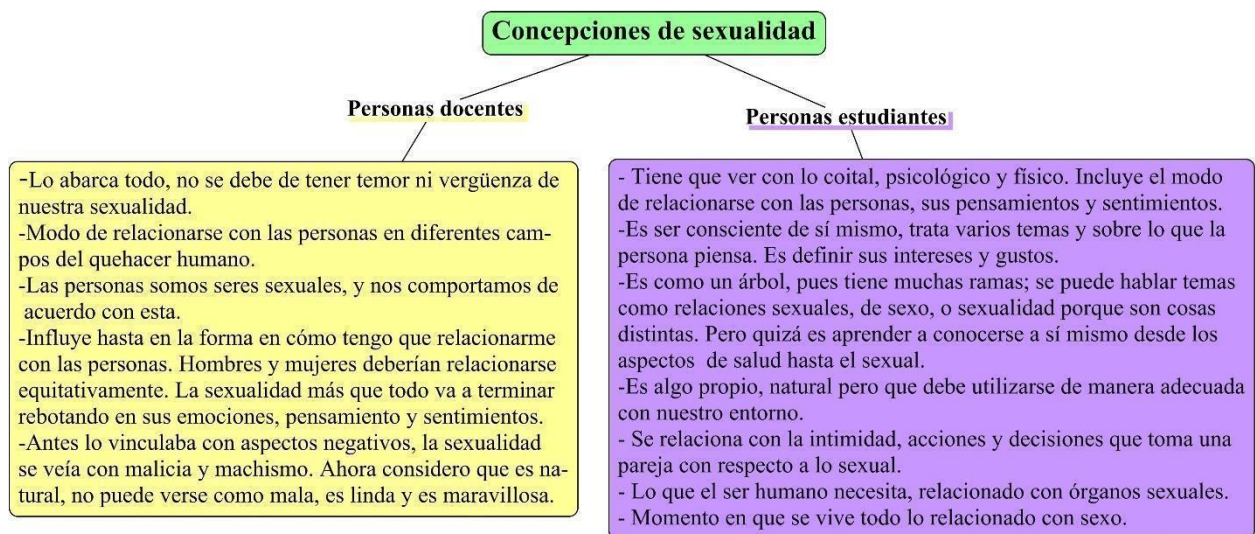 Concepciones de sexualidad
Personas docentes
Personas estudiantes
-Lo abarca todo, no se debe de tener temor ni vergüenza de
nuestra sexualidad.
-Modo de relacionarse con las personas en diferentes cam-
pos del quehacer humano.
-Las personas somos seres sexuales, y nos comportamos de
acuerdo con esta.
-Influye hasta en la forma en cómo tengo que relacionarme
con las personas. Hombres y mujeres deberían relacionarse
equitativamente. La sexualidad más que todo va a terminar
rebotando en sus emociones, pensamiento y sentimientos.
-Antes lo vinculaba con aspectos negativos, la sexualidad
se veía con malicia y machismo. Ahora considero que es na-
tural, no puede verse como mala, es linda y es maravillosa.
- Tiene que ver con lo coital, psicológico y físico. Incluye el modo
de relacionarse con las personas, sus pensamientos y sentimientos.
-Es ser consciente de sí mismo, trata varios temas y sobre lo que la
persona piensa. Es definir sus intereses y gustos.
-Es como un árbol, pues tiene muchas ramas; se puede hablar temas
como relaciones sexuales, de sexo, o sexualidad porque son cosas
distintas. Pero quizá es aprender a conocerse a sí mismo desde los
aspectos de salud hasta el sexual.
-Es algo propio, natural pero que debe utilizarse de manera adecuada
con nuestro entorno.
- Se relaciona con la intimidad, acciones y decisiones que toma una
pareja con respecto a lo sexual.
- Lo que el ser humano necesita, relacionado con órganos sexuales.
- Momento en que se vive todo lo relacionado con sexo.